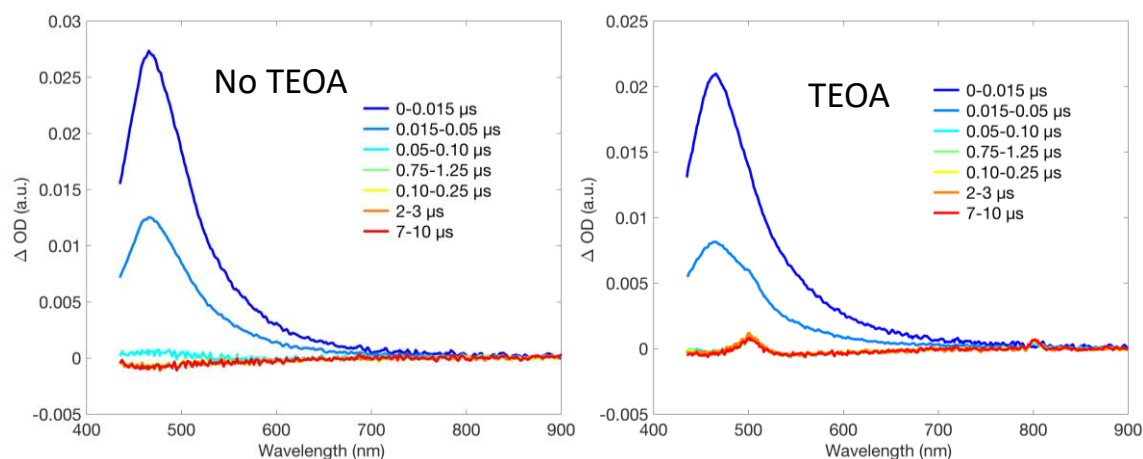 0.03
0.025
0.02
0.015
0.01
0.005
0
-0.005
Δ OD (a.u.)
No TEOA
0-0.015 µs
0.015-0.05 µs
0.05-0.10 µs
0.75-1.25 µs
0.10-0.25 µs
2-3 µs
7-10 µs
400 500 600 700 800 900
Wavelength (nm)
0.025
0.02
0.015
0.01
0.005
0
-0.005
Δ OD (a.u.)
TEOA
0-0.015 µs
0.015-0.05 µs
0.05-0.10 µs
0.75-1.25 µs
0.10-0.25 µs
2-3 µs
7-10 µs
400 500 600 700 800 900
Wavelength (nm)